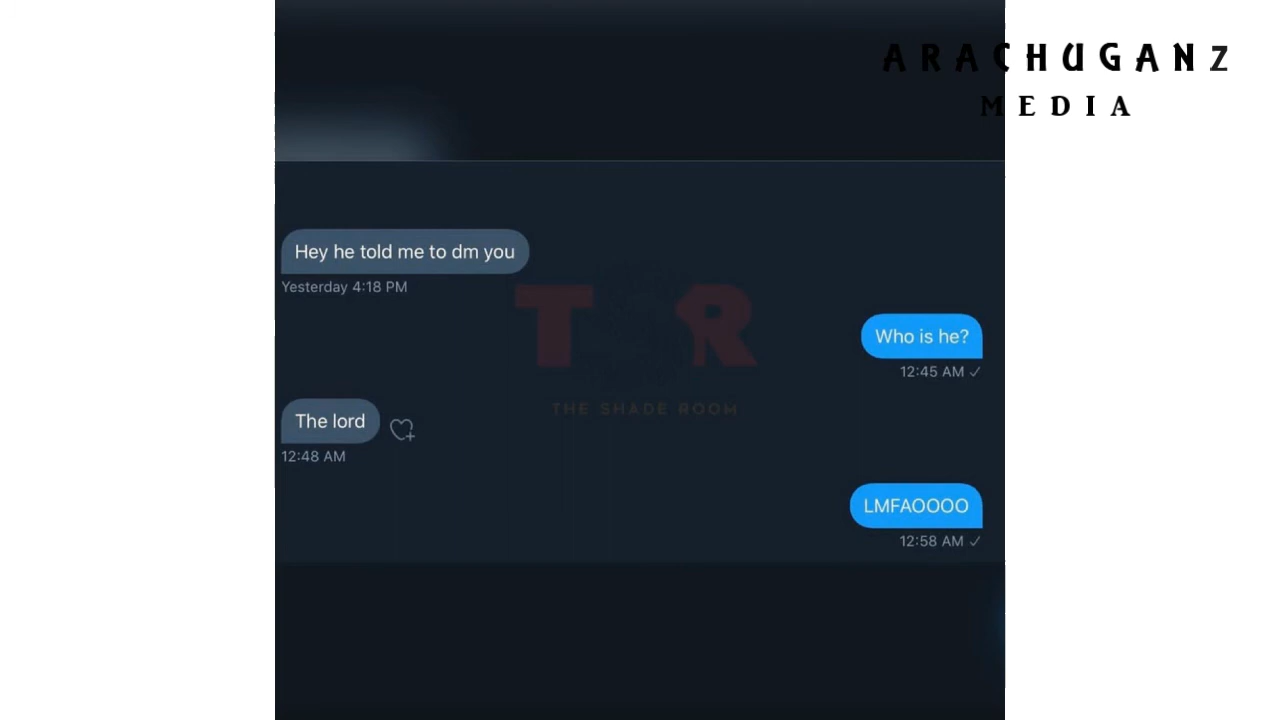 ARACHUGANZ
MEDIA
Hey he told me to dm you
Yesterday 4:18 PM
Who is he?
12:45 AM ✓
The lord
12:48 AM
LMFAOOOO
12:58 AM ✓
TSR
THE SHADE ROOM